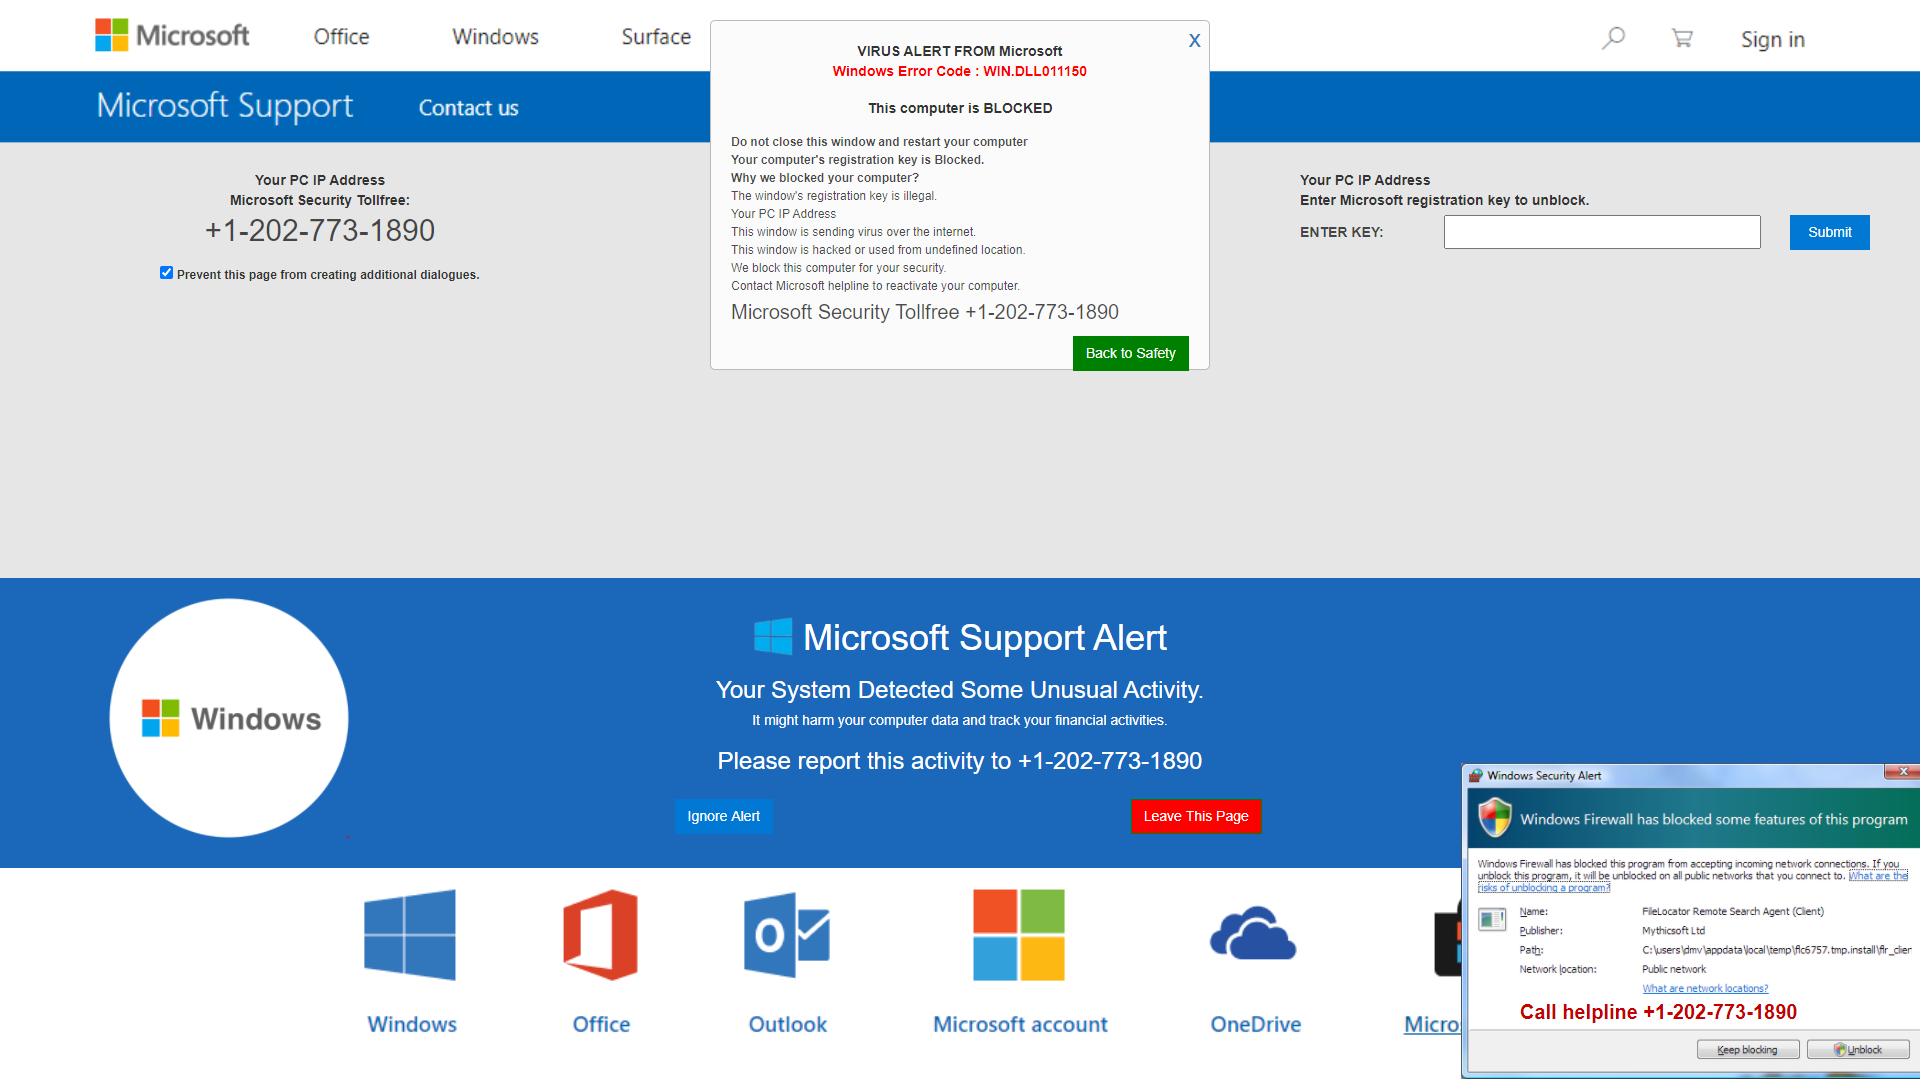 Microsoft
Office
Windows
Surface
Sign in
Microsoft Support
Contact us
Your PC IP Address
Microsoft Security Tollfree:
+1-202-773-1890
Prevent this page from creating additional dialogues.
X
VIRUS ALERT FROM Microsoft
Windows Error Code : WIN.DLL011150
This computer is BLOCKED
Do not close this window and restart your computer
Your computer's registration key is Blocked.
Why we blocked your computer?
The window's registration key is illegal.
Your PC IP Address
This window is sending virus over the internet.
This window is hacked or used from undefined location.
We block this computer for your security.
Contact Microsoft helpline to reactivate your computer.
Microsoft Security Tollfree +1-202-773-1890
Back to Safety
Your PC IP Address
Enter Microsoft registration key to unblock.
ENTER KEY:
Submit
Windows
Microsoft Support Alert
Your System Detected Some Unusual Activity.
It might harm your computer data and track your financial activities.
Please report this activity to +1-202-773-1890
Ignore Alert
Leave This Page
Windows
Office
Outlook
Microsoft account
OneDrive
Micro
Windows Security Alert
Windows Firewall has blocked some features of this program
Windows Firewall has blocked this program from accepting incoming network connections. If you
unblock this program, it will be unblocked on all public networks that you connect to. What are the
risks of unblocking a program?
Name: FileLocator Remote Search Agent (Client)
Publisher: Mythicsoft Ltd
Path: C:\users\dmv\appdata\local\temp\flc6757.tmp.install\flr_clier
Network location: Public network
What are network locations?
Call helpline +1-202-773-1890
Keep blocking
Unblock